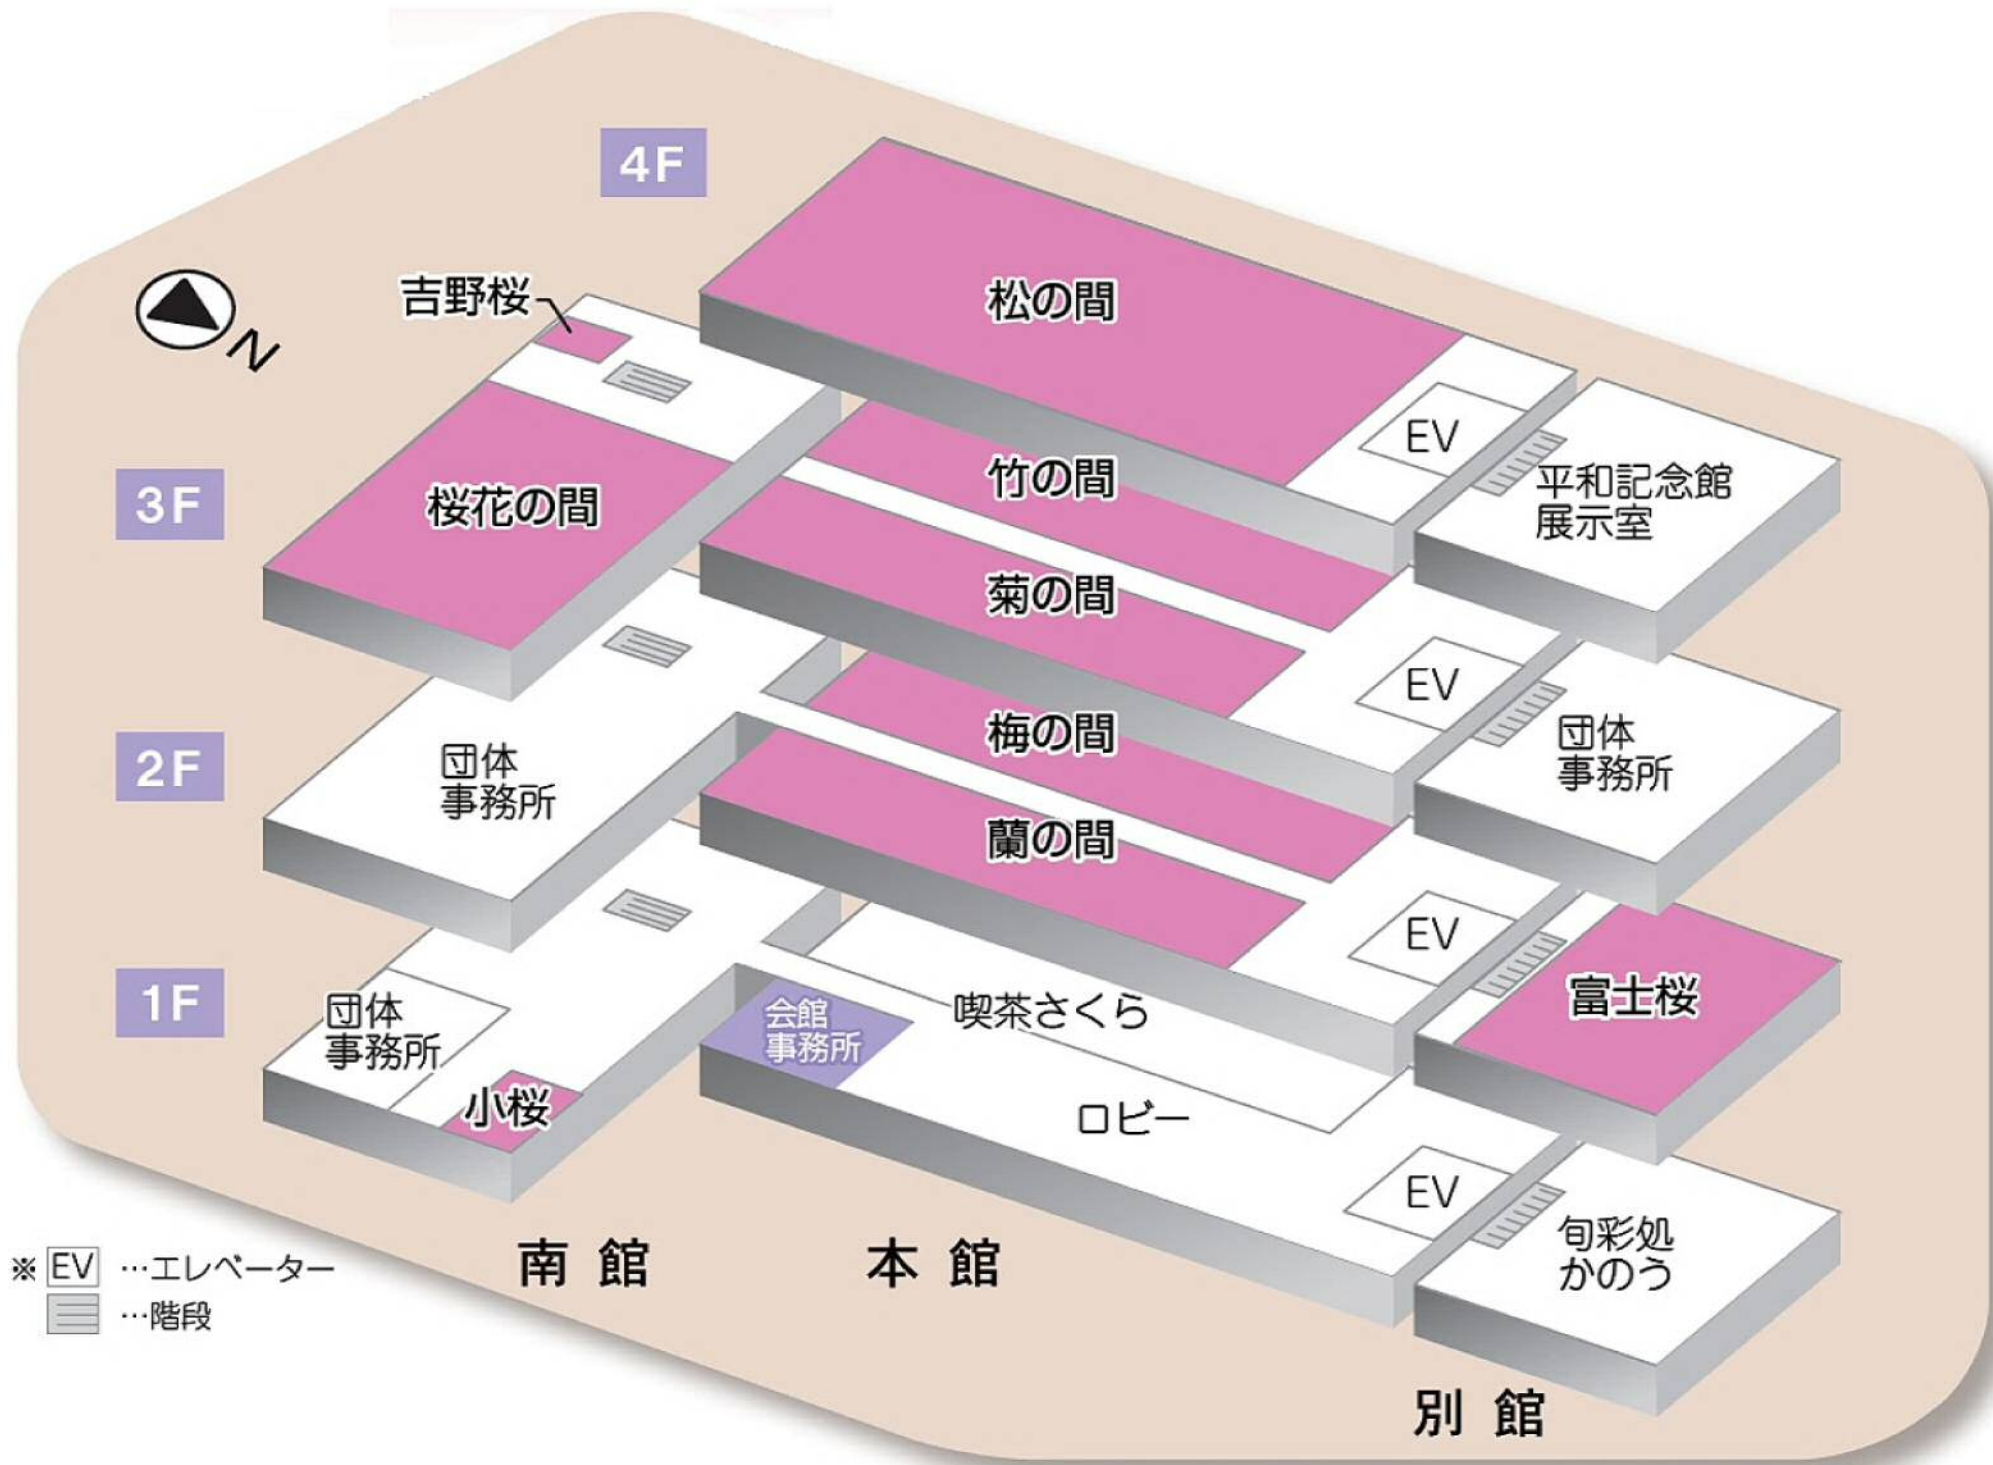 4F
松の間
EV
吉野桜
N
平和記念館
展示室
3F
桜花の間
竹の間
菊の間
EV
団体
事務所
2F
団体
事務所
梅の間
蘭の間
EV
富士桜
1F
団体
事務所
小桜
会館
事務所
喫茶さくら
ロビー
EV
旬彩処
かのう
南館
本館
別館
※EV…エレベーター
…階段